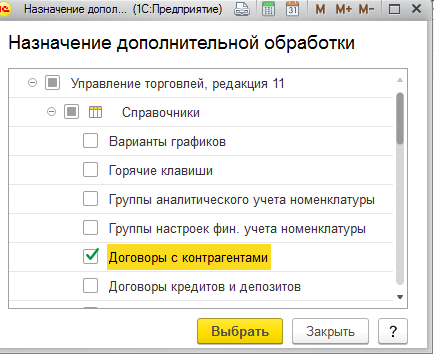 Назначение дополн... (1С:Предприятие) 31 M M+ M-
Назначение дополнительной обработки
Управление торговлей, редакция 11
Справочники
Варианты графиков
Горячие клавиши
Группы аналитического учета номенклатуры
Группы настроек фин. учета номенклатуры
Договоры с контрагентами
Договоры кредитов и депозитов
Выбрать Закрыть ?